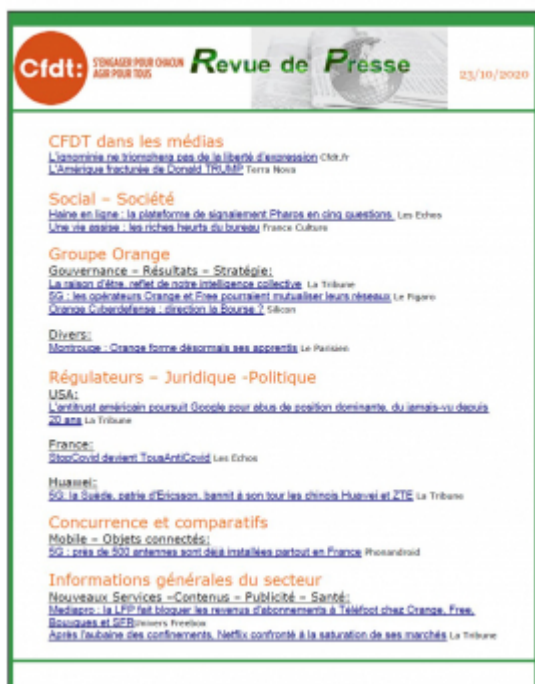 Cfdt:
S'ENGAGER POUR CHACUN
AGIR POUR TOUS
Revue de Presse
23/10/2020
CFDT dans les médias
L'ignominie ne triomphera pas de la liberté d'expression Cfdt.fr
L'Amérique fracturée de Donald TRUMP Terra Nova
Social – Société
Haine en ligne : la plateforme de signalement Pharos en cinq questions Les Echos
Une vie assise : les riches heurts du bureau France Culture
Groupe Orange
Gouvernance – Résultats – Stratégie:
La raison d'être, reflet de notre intelligence collective La Tribune
5G : les opérateurs Orange et Free pourraient mutualiser leurs réseaux Le Figaro
Orange Cyberdefense : direction la Bourse ? Silicon
Divers:
Montrouge : Orange forme désormais ses apprentis Le Parisien
Régulateurs – Juridique -Politique
USA:
L'antitrust américain poursuit Google pour abus de position dominante, du jamais-vu depuis
20 ans La Tribune
France:
StopCovid devient TousAntiCovid Les Echos
Huawei:
5G: la Suède, patrie d'Ericsson, bannit à son tour les chinois Huawei et ZTE La Tribune
Concurrence et comparatifs
Mobile – Objets connectés:
5G : près de 500 antennes sont déjà installées partout en France Phonandroid
Informations générales du secteur
Nouveaux Services –Contenus – Publicité – Santé:
Mediapro : la LFP fait bloquer les revenus d'abonnements à Téléfoot chez Orange, Free,
Bouygues et SFR Univers Freebox
Après l'aubaine des confinements, Netflix confronté à la saturation de ses marchés La Tribune